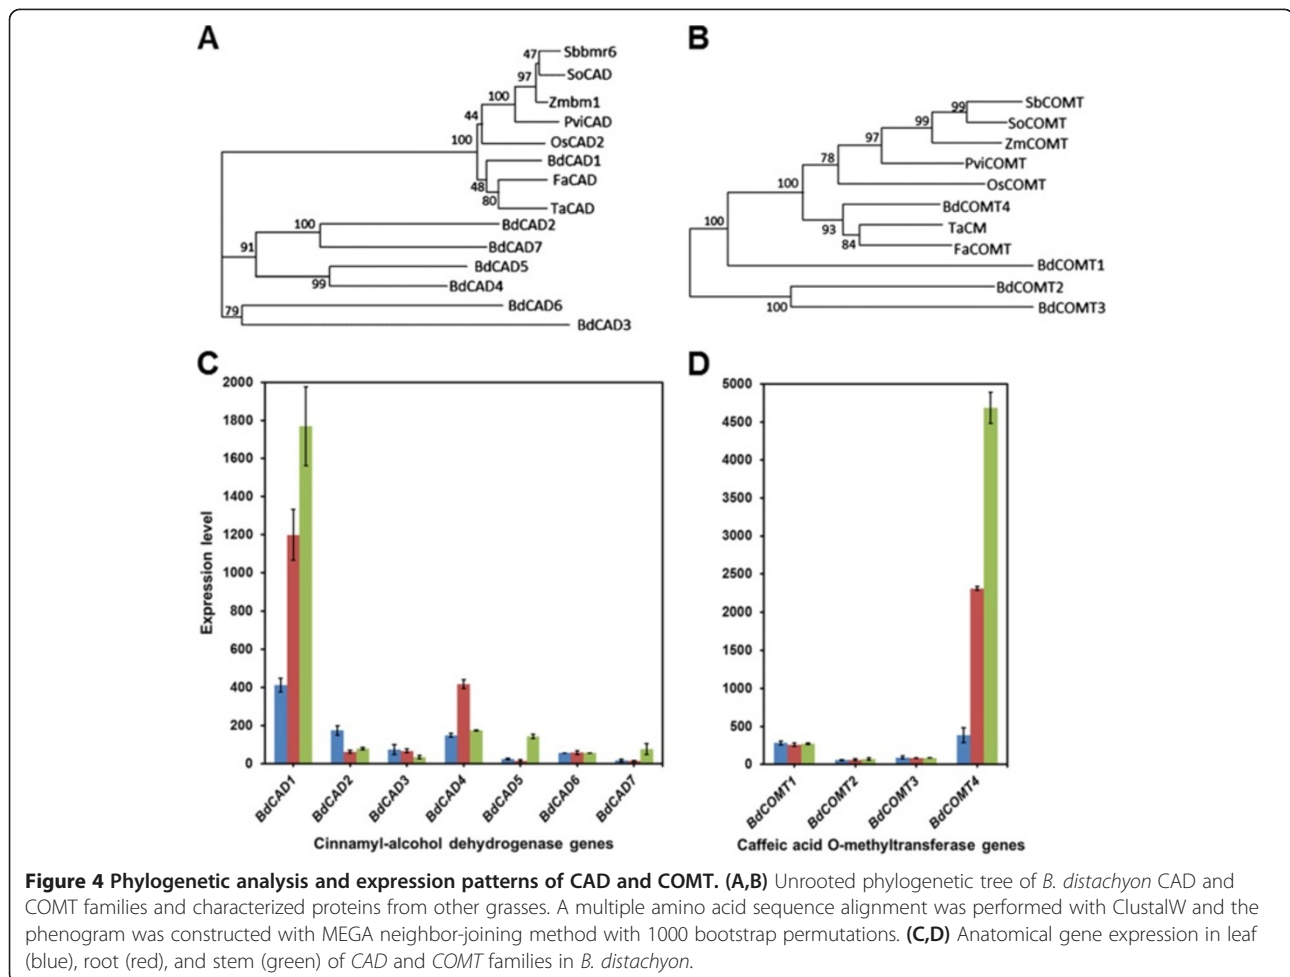 A
47
Sbbmr6
SoCAD
97
Zmbm1
100
PviCAD
44
OsCAD2
100
BdCAD1
48
FaCAD
80
TaCAD
100
BdCAD2
91
BdCAD7
BdCAD5
99
BdCAD4
BdCAD6
79
BdCAD3
B
99
SbCOMT
99
SoCOMT
97
ZmCOMT
78
PviCOMT
100
OsCOMT
BdCOMT4
100
93
TaCM
84
FaCOMT
BdCOMT1
BdCOMT2
100
BdCOMT3
C
Expression level
2000
1800
1600
1400
1200
1000
800
600
400
200
0
BdCAD1
BdCAD2
BdCAD3
BdCAD4
BdCAD5
BdCAD6
BdCAD7
Cinnamyl-alcohol dehydrogenase genes
D
5000
4500
4000
3500
3000
2500
2000
1500
1000
500
0
BdCOMT1
BdCOMT2
BdCOMT3
BdCOMT4
Caffeic acid O-methyltransferase genes
Figure 4 Phylogenetic analysis and expression patterns of CAD and COMT. (A,B) Unrooted phylogenetic tree of B. distachyon CAD and
COMT families and characterized proteins from other grasses. A multiple amino acid sequence alignment was performed with ClustalW and the
phenogram was constructed with MEGA neighbor-joining method with 1000 bootstrap permutations. (C,D) Anatomical gene expression in leaf
(blue), root (red), and stem (green) of CAD and COMT families in B. distachyon.